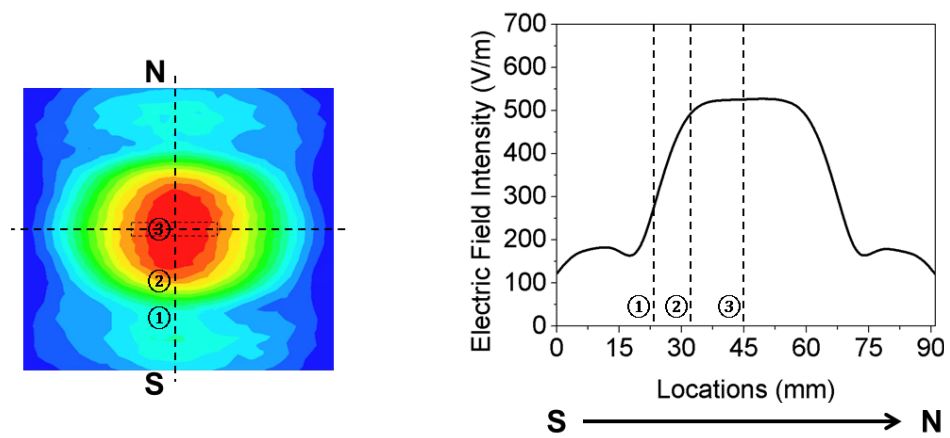 N
③
②
①
S
Electric Field Intensity (V/m)
700
600
500
400
300
200
100
0
① ② ③
0 15 30 45 60 75 90
Locations (mm)
S N